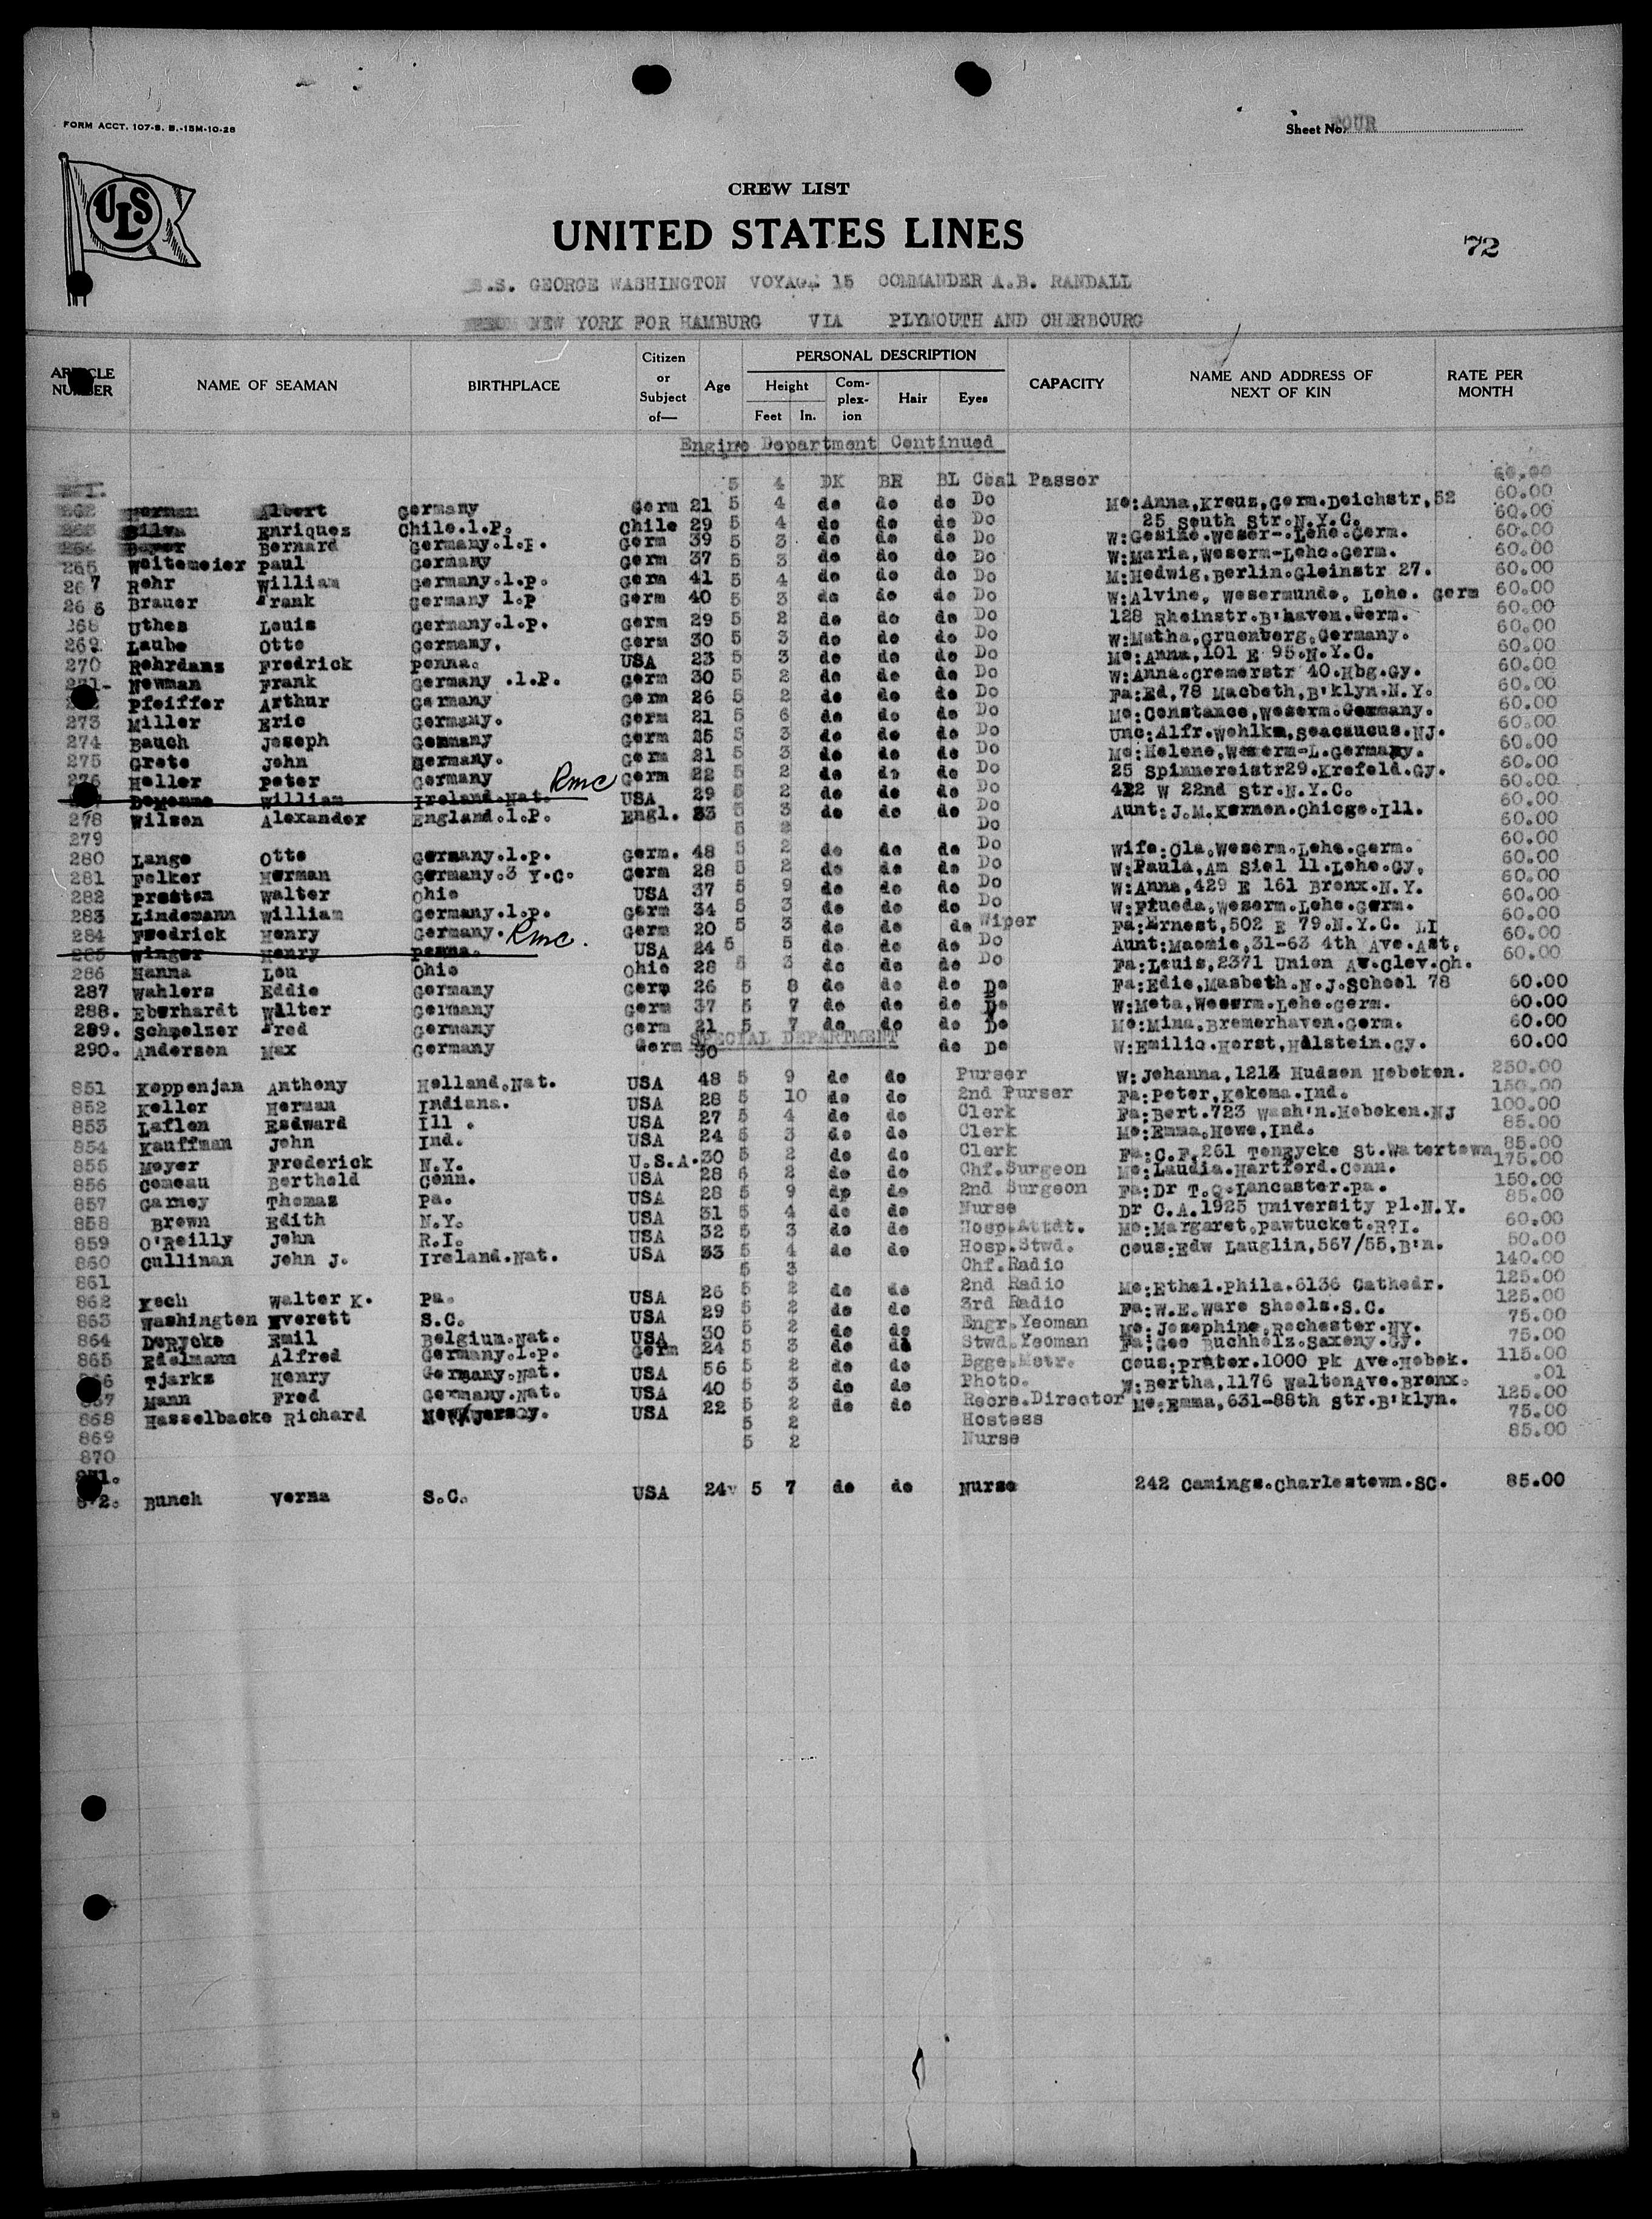 FORM ACCT. 107-S. S.-15M-10-28
Sheet No. FOUR
ULS
CREW LIST
UNITED STATES LINES
72
S.S. GEORGE WASHINGTON VOYAGE 15 COMMANDER A.B. RANDALL
FROM NEW YORK FOR HAMBURG VIA PLYMOUTH AND CHERBOURG
ARTICLE NUMBER NAME OF SEAMAN BIRTHPLACE Citizen or Subject of— Age PERSONAL DESCRIPTION Height Feet In. Complexion Hair Eyes CAPACITY NAME AND ADDRESS OF NEXT OF KIN RATE PER MONTH
Engine Department Continued
5 4 DK BR BL Coal Passer 60.00
262 Albert Germany Germ 21 5 4 do do do Do Mo:Anna,Kreuz,Germ.Deichstr,52 60.00
263 Silva Enriques Chile.l.P. Chile 29 5 4 do do do Do 25 South Str.N.Y.C. 60.00
264 Bernard Germany.l.P. Germ 39 5 3 do do do Do W:Gesine.Weser-.Lehe.Germ. 60.00
265 Weitemeier Paul Germany Germ 37 5 3 do do do Do W:Maria,Weserm-Lehe.Germ. 60.00
267 Rohr William Germany.l.p. Germ 41 5 4 do do do Do M:Hedwig,Berlin.Gleinstr 27. 60.00
266 Brauer Frank Germany l.p Germ 40 5 3 do do do Do W:Alvine, Wesermunde, Lehe. Germ 60.00
268 Uthes Louis Germany.l.p. Germ 29 5 2 do do do Do 128 Rheinstr.B'haven.Germ. 60.00
269. Laube Otto Germany. Germ 30 5 3 do do do Do W:Matha,Gruenberg,Germany. 60.00
270 Rehrdans Fredrick Penna. USA 23 5 3 do do do Do Mo:Anna,101 E 95.N.Y.C. 60.00
271- Newman Frank Germany .l.P. Germ 30 5 2 do do do Do W:Anna.Cremerstr 40.Hbg.Gy. 60.00
Pfeiffer Arthur Germany Germ 26 5 2 do do do Do Fa:Ed,78 Macbeth,B'klyn.N.Y. 60.00
273 Miller Eric Germany. Germ 21 5 6 do do do Do Mo:Constance,Weserm.Germany. 60.00
274 Bauch Joseph Germany Germ 25 5 3 do do do Do Unc:Alfr.Wohlkm,Seacaucus.NJ. 60.00
275 Grete John Germany. Germ 21 5 3 do do do Do Mo:Helene,Weserm-L.Germany. 60.00
276 Heller Peter Germany Rmc Germ 22 5 2 do do do Do 25 Spinnereistr29.Krefeld.Gy. 60.00
William Ireland.Nat. USA 29 5 2 do do do Do 422 W 22nd Str.N.Y.C. 60.00
278 Wilson Alexander England.l.P. Engl. 33 5 3 do do do Do Aunt:J.M.Kernen.Chicge.Ill. 60.00
279 5 2 Do 60.00
280 Lange Otto Germany.l.p. Germ. 48 5 2 do do do Do Wife:Ola.Weserm.Lehe.Germ. 60.00
281 Felker Herman Germany.3 Y.C. Germ 28 5 2 do do do Do W:Paula,Am Siel 11.Lehe.Gy. 60.00
282 Preston Walter Ohio USA 37 5 9 do do do Do W:Anna,429 E 161 Bronx.N.Y. 60.00
283 Lindemann William Germany.l.p. Germ 34 5 3 do do do Do W:Frueda,Weserm.Lehe.Germ. 60.00
284 Fredrick Henry Germany. Rmc. Germ 20 5 3 do do do Wiper Fa:Ernest,502 E 79.N.Y.C. LI 60.00
285 Winger Henry Penna. USA 24 5 5 do do do Do Aunt:Maomie,31-63 4th Ave.Ast, 60.00
286 Hanna Lou Ohio Ohio 28 5 3 do do do Do Fa:Louis,2371 Union Av.Clev.Oh. 60.00
287 Wahlers Eddie Germany Germ 26 5 8 do do do Do Fa:Edie,Masbeth.N.J.School 78 60.00
288. Eberhardt Walter Germany Germ 37 5 7 do do do Do W:Meta,Weserm.Lehe.Germ. 60.00
289. Schmelzer Fred Germany Germ 21 5 7 do do do Do Mo:Mina,Bremerhaven.Germ. 60.00
290. Anderson Max Germany Germ 30 do Do W:Emilie.Horst,Holstein.Gy. 60.00
SPECIAL DEPARTMENT
851 Koppenjan Anthony Holland.Nat. USA 48 5 9 do do Purser W:Johanna,1214 Hudson Hoboken. 250.00
852 Keller Herman Indiana. USA 28 5 10 do do 2nd Purser Fa:Peter,Kokoma.Ind. 150.00
853 Laflen Esdward Ill . USA 27 5 4 do do Clerk Fa:Bert.723 Wash'n.Hoboken.NJ 100.00
854 Kauffman John Ind. USA 24 5 3 do do Clerk Mo:Emma.Howe,Ind. 85.00
855 Meyer Frederick N.Y. U.S.A. 30 5 2 do do Clerk Fa:C.F,261 Tengycke St.Watertown 85.00
856 Comeau Berthold Conn. USA 28 6 2 do do Chf.Surgeon Mo:Laudia.Hartford.Conn. 175.00
857 Garney Thomas Pa. USA 28 5 9 dp do 2nd Surgeon Fa:Dr T.Q.Lancaster.Pa. 150.00
858 Brown Edith N.Y. USA 31 5 4 do do Nurse Dr C.A.1925 University Pl.N.Y. 85.00
859 O'Reilly John R.I. USA 32 5 3 do do Hosp.Attdt. Mo:Margaret.Pawtucket.R?I. 60.00
860 Cullinan John J. Ireland.Nat. USA 33 5 4 do do Hosp.Stwd. Cous:Edw Lauglin,567/55,B'n. 50.00
861 5 3 Chf.Radio 140.00
862 Kech Walter K. Pa. USA 26 5 2 do do 2nd Radio Mo:Ethel.Phila.6136 Cathedr. 125.00
863 Washington Everett S.C. USA 29 5 2 do do 3rd Radio Fa:W.E.Ware Shoels.S.C. 125.00
864 DeRycke Emil Belgium.Nat. USA 30 5 2 do do Engr.Yeoman Mo:Josephine,Rochester.NY. 75.00
865 Edelmann Alfred Germany.l.p. Germ 24 5 3 do do Stwd.Yeoman Fa:Geo Buchholz.Saxony.Gy. 75.00
866 Tjarks Henry Germany.Nat. USA 56 5 2 do do Bgge.Mstr. Cous:Prater.1000 Pk Ave.Hobok. 115.00
867 Mann Fred Germany.Nat. USA 40 5 3 do do Photo. W:Bertha,1176 WaltonAve.Bronx. .01
868 Hasselbacke Richard New Jersey. USA 22 5 2 do do Recre.Director Mo:Emma,631-88th Str.B'klyn. 125.00
869 5 2 Hostess 75.00
870 5 2 Nurse 85.00
871.
872. Bunch Verna S.C. USA 24 5 7 do do Nurse 242 Camings.Charlestown.SC. 85.00